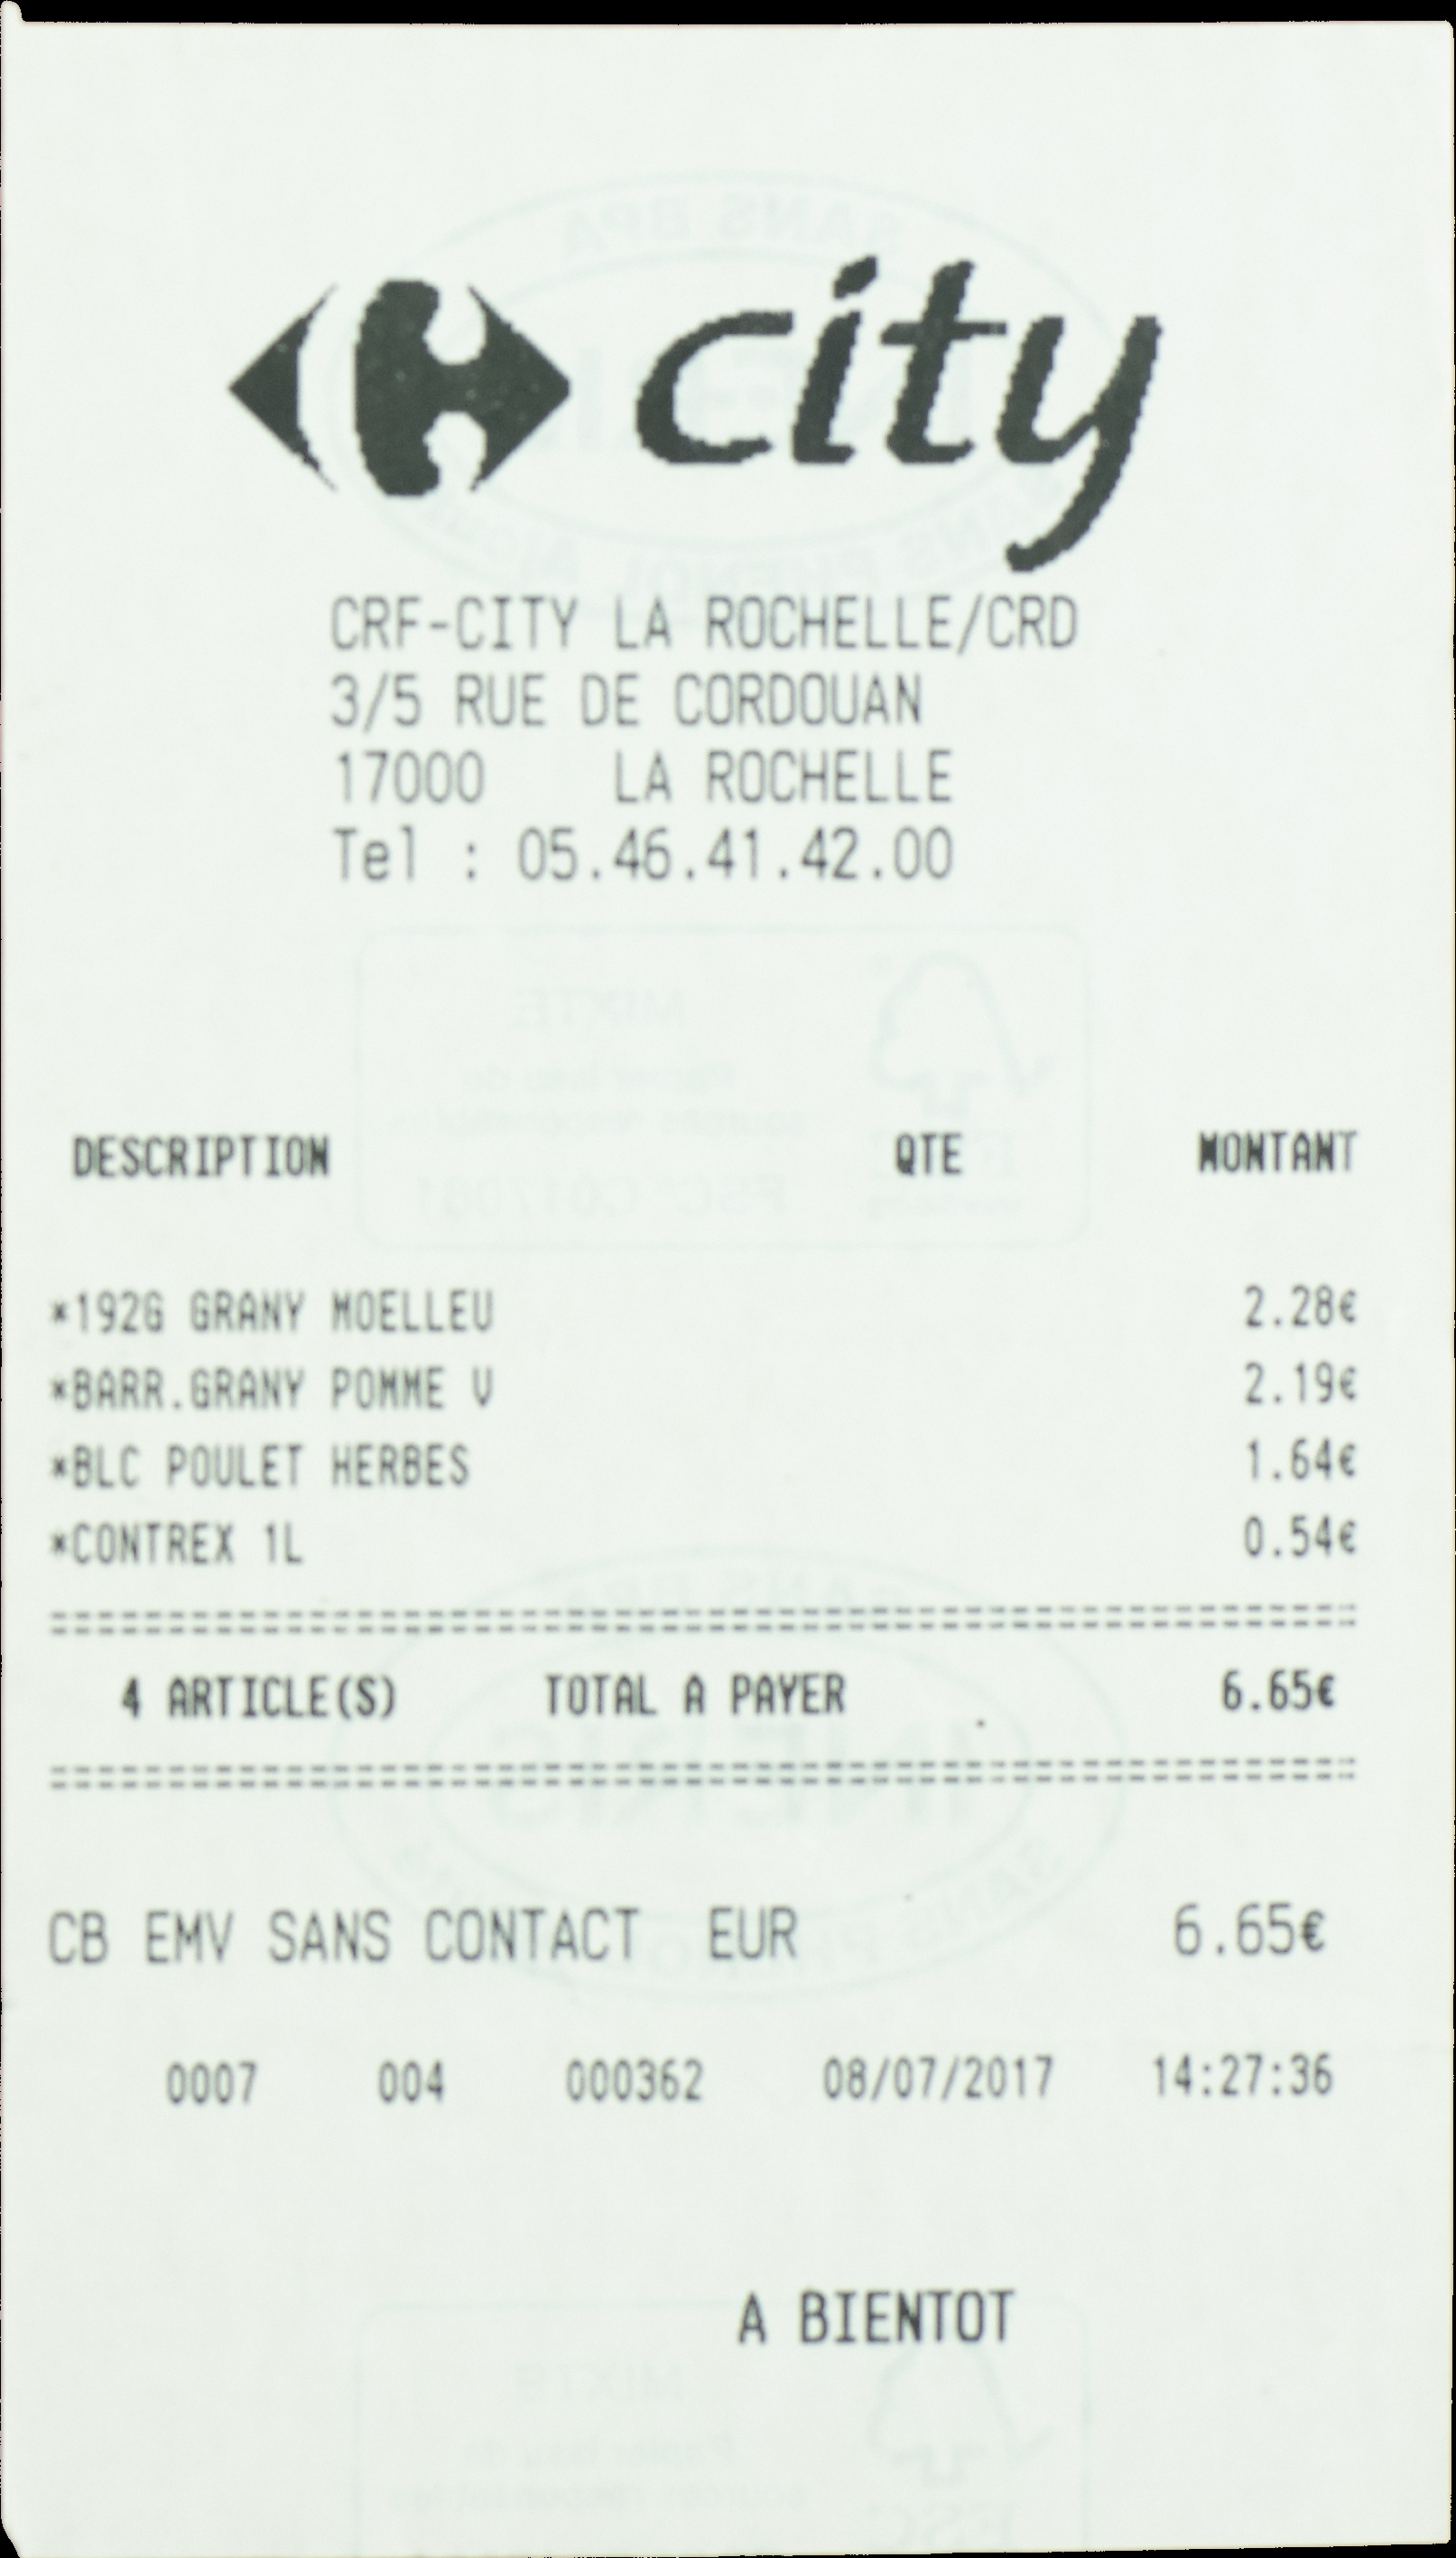 city
CRF-CITY LA ROCHELLE/CRD
3/5 RUE DE CORDOUAN
17000 LA ROCHELLE
Tel : 05.46.41.42.00
DESCRIPTION QTE MONTANT
*192G GRANY MOELLEU 2.28€
*BARR.GRANY POMME V 2.19€
*BLC POULET HERBES 1.64€
*CONTREX 1L 0.54€
4 ARTICLE(S) TOTAL A PAYER 6.65€
CB EMV SANS CONTACT EUR 6.65€
0007 004 000362 08/07/2017 14:27:36
A BIENTOT